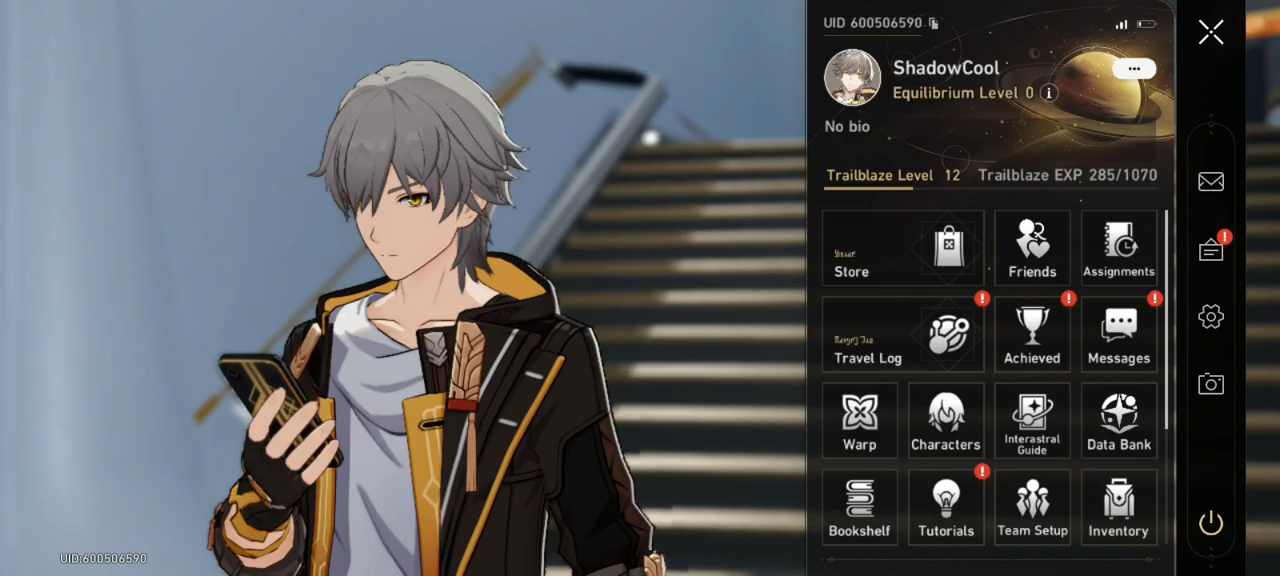 UID 600506590
ShadowCool
Equilibrium Level 0
No bio
Trailblaze Level 12 Trailblaze EXP 285/1070
Store
Friends
Assignments
Travel Log
Achieved
Messages
Warp
Characters
Interastral
Guide
Data Bank
Bookshelf
Tutorials
Team Setup
Inventory
UID:600506590